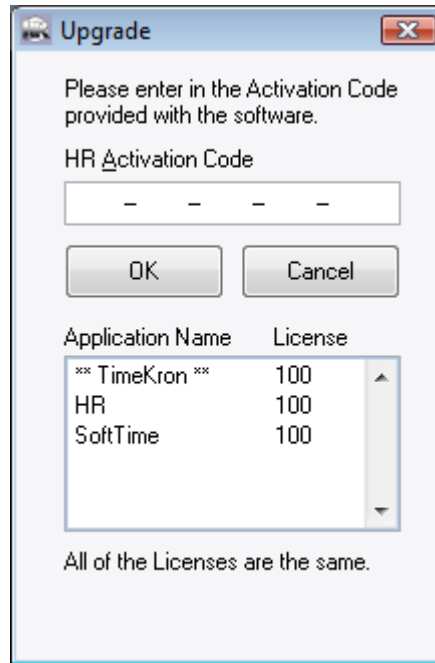 Upgrade
Please enter in the Activation Code
provided with the software.
HR Activation Code
– – – –
OK Cancel
Application Name License
** TimeKron ** 100
HR 100
SoftTime 100
All of the Licenses are the same.